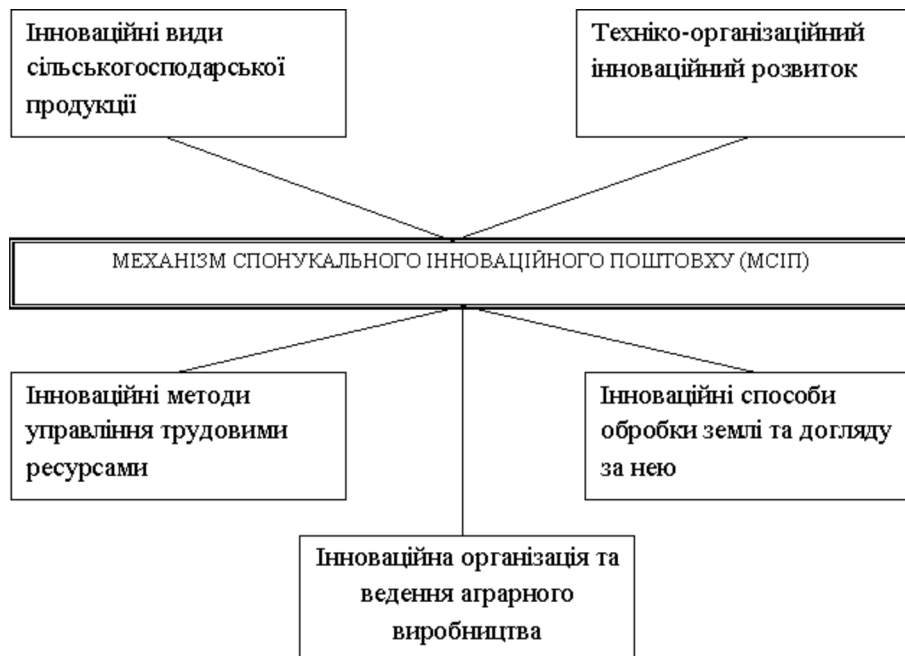 Інноваційні види
сільськогосподарської
продукції
Техніко-організаційний
інноваційний розвиток
МЕХАНІЗМ СПОНУКАЛЬНОГО ІННОВАЦІЙНОГО ПОШТОВХУ (МСІП)
Інноваційні методи
управління трудовими
ресурсами
Інноваційні способи
обробки землі та догляду
за нею
Інноваційна організація та
ведення аграрного
виробництва